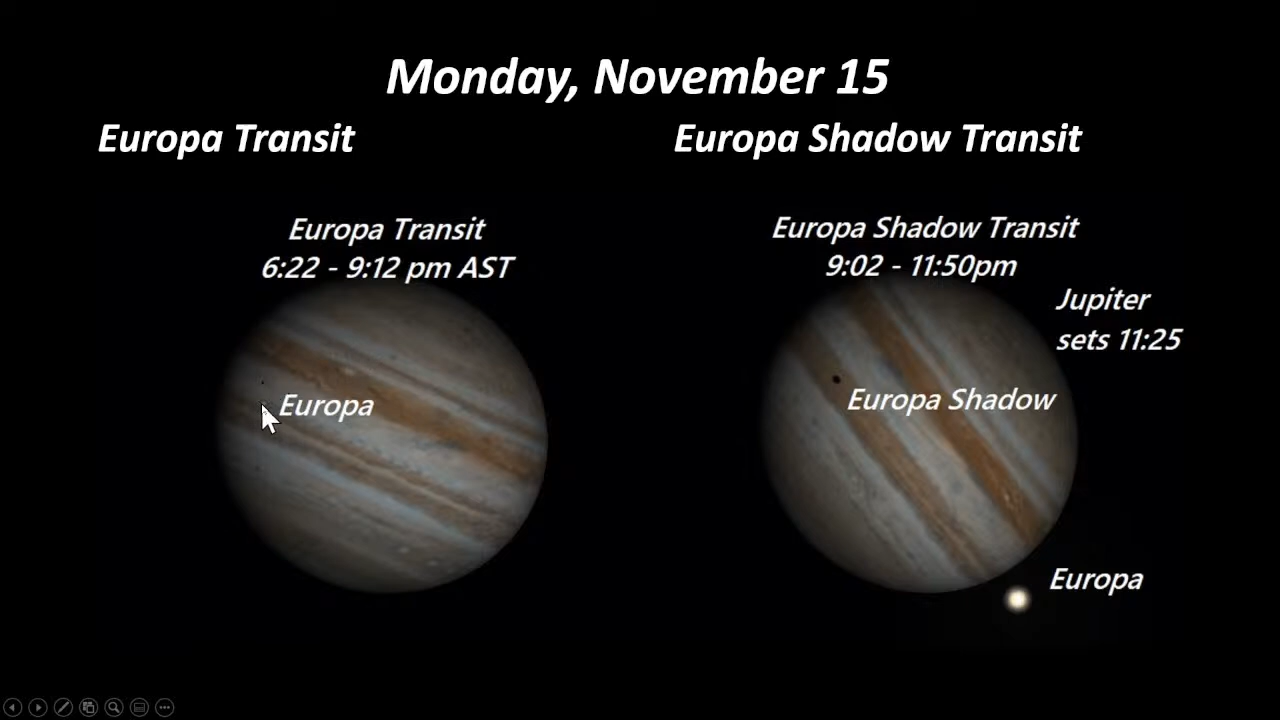 Monday, November 15
Europa Transit
Europa Shadow Transit
Europa Transit
6:22 - 9:12 pm AST
Europa Shadow Transit
9:02 - 11:50pm
Jupiter
sets 11:25
Europa
Europa Shadow
Europa